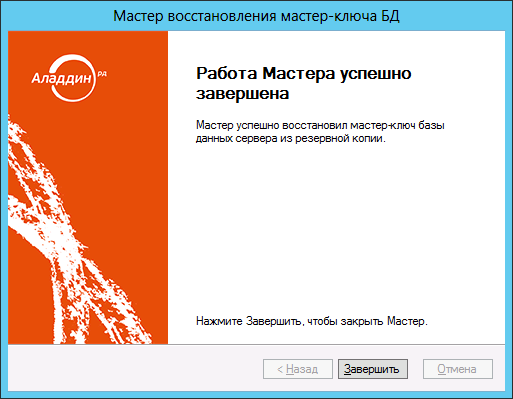 Мастер восстановления мастер-ключа БД
Аладдин РД
Работа Мастера успешно
завершена
Мастер успешно восстановил мастер-ключ базы
данных сервера из резервной копии.
Нажмите Завершить, чтобы закрыть Мастер.
< Назад
Завершить
Отмена